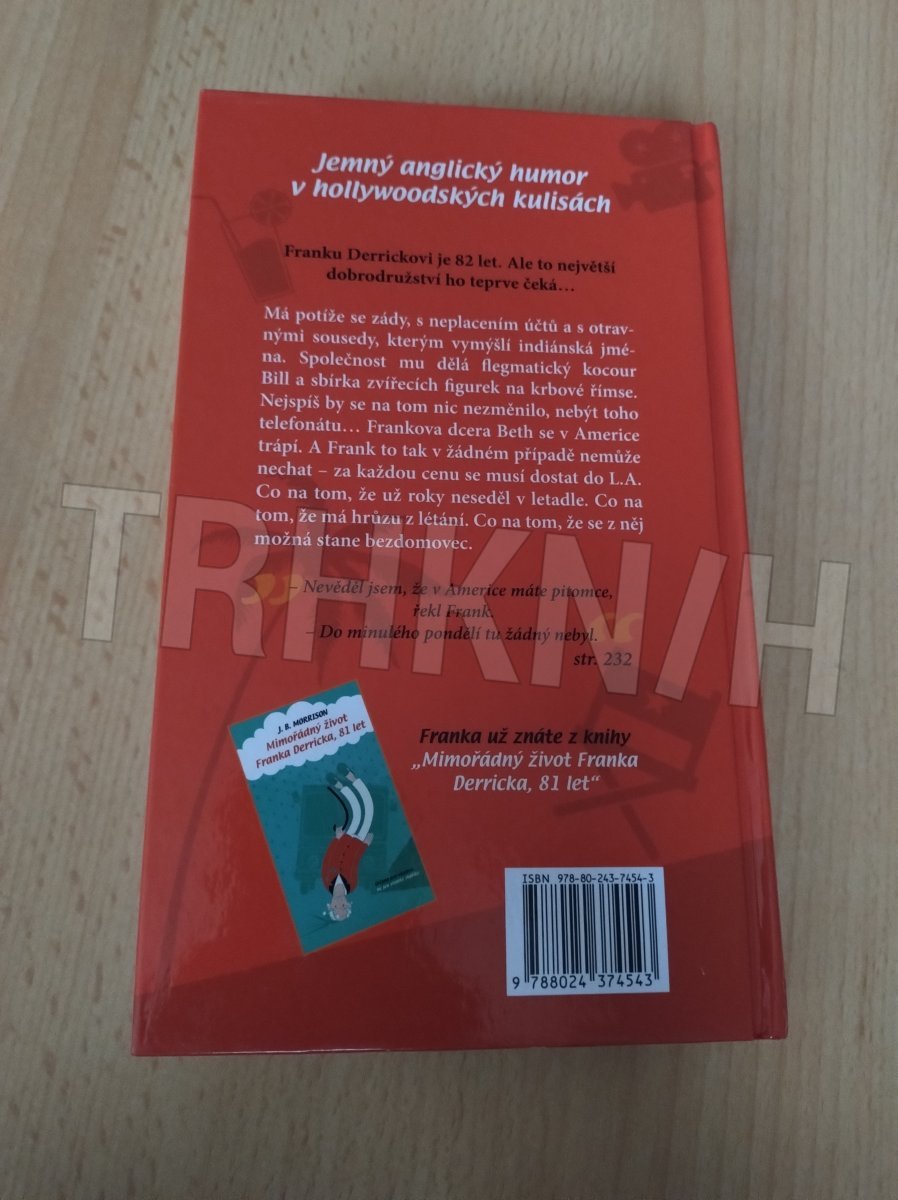 Jemný anglický humor
v hollywoodských kulisách
Franku Derrickovi je 82 let. Ale to největší
dobrodružství ho teprve čeká…
Má potíže se zády, s neplacením účtů a s otrav-
nými sousedy, kterým vymýšlí indiánská jmé-
na. Společnost mu dělá flegmatický kocour
Bill a sbírka zvířecích figurek na krbové římse.
Nejspíš by se na tom nic nezměnilo, nebýt toho
telefonátu… Frankova dcera Beth se v Americe
trápí. A Frank to tak v žádném případě nemůže
nechat – za každou cenu se musí dostat do L.A.
Co na tom, že už roky neseděl v letadle. Co na
tom, že má hrůzu z létání. Co na tom, že se z něj
možná stane bezdomovec.
TRHKNIH
„– Nevěděl jsem, že v Americe máte pitomce,
řekl Frank.
– Do minulého pondělí tu žádný nebyl.“
str. 232
J. B. MORRISON
Mimořádný život
Franka Derricka, 81 let
Franka už znáte z knihy
„Mimořádný život Franka
Derricka, 81 let“
ISBN 978-80-243-7454-3
9 788024 374543